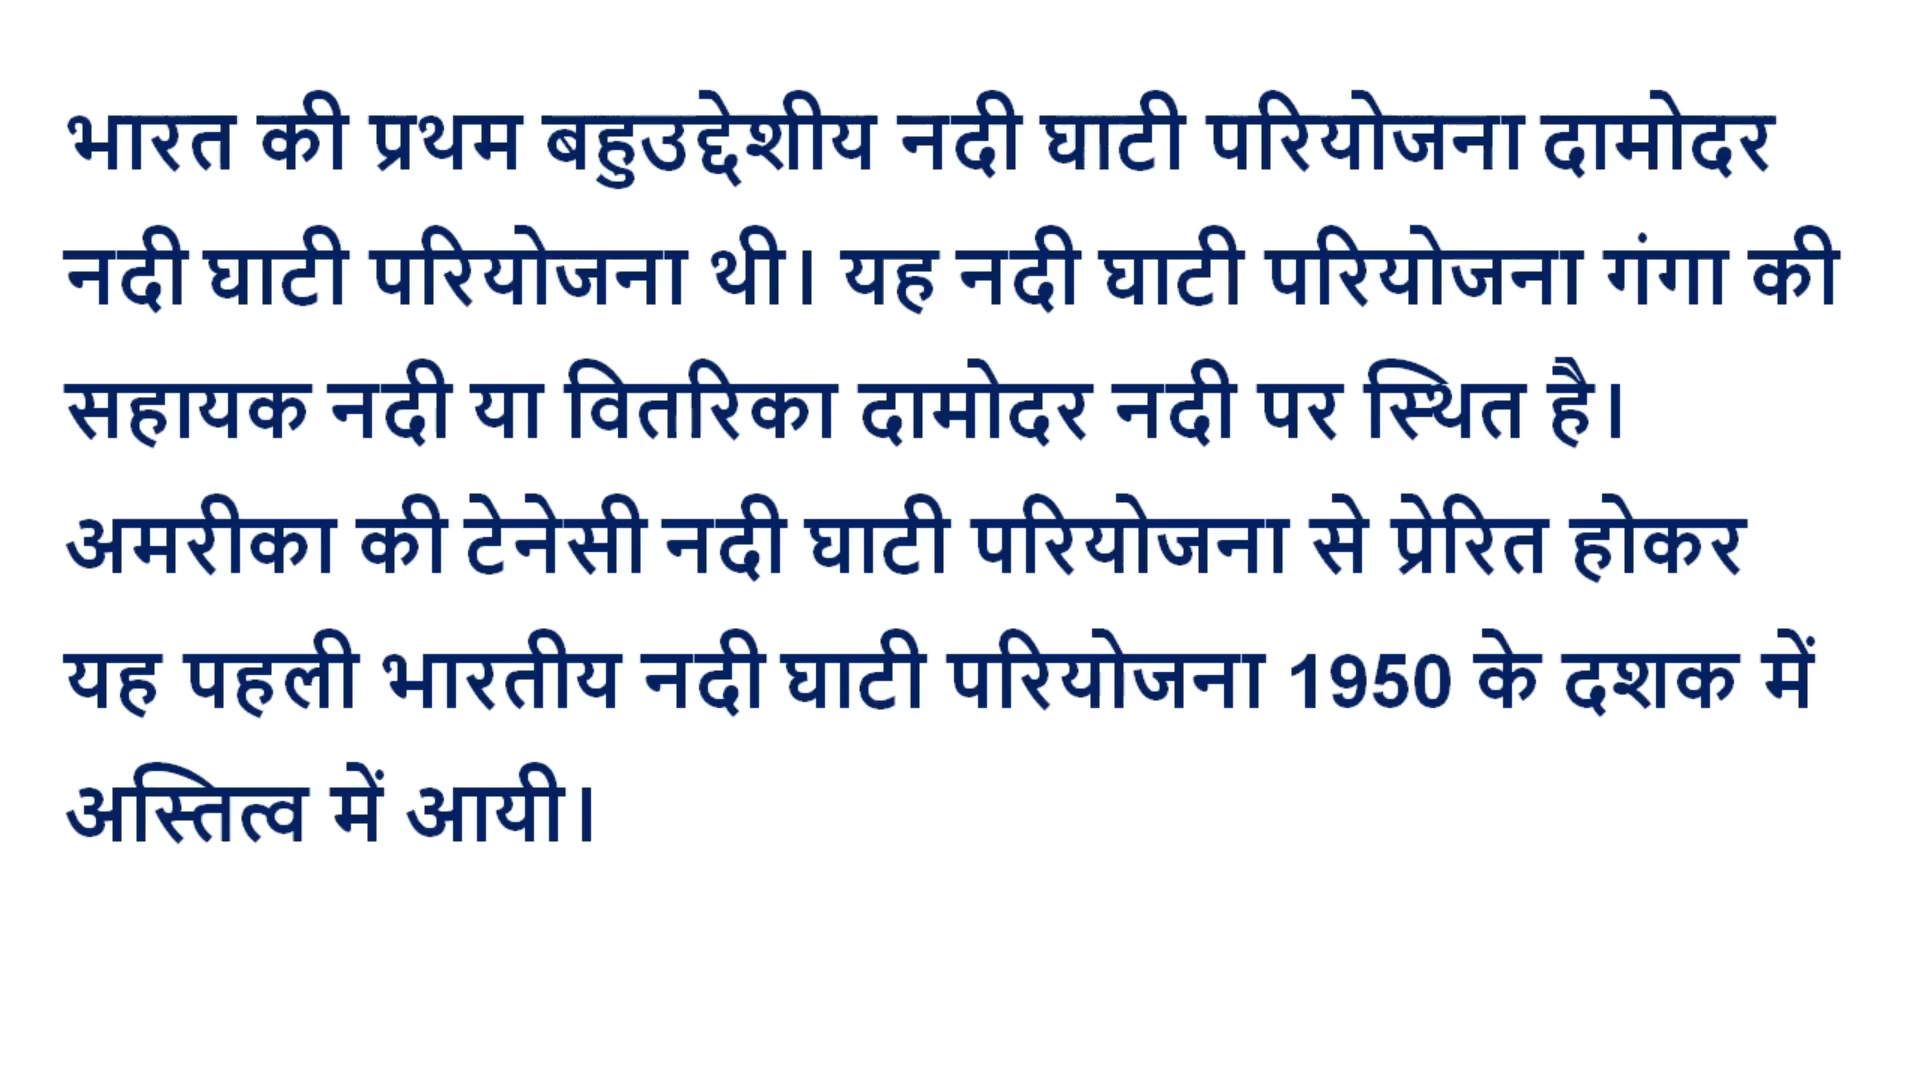 भारत की प्रथम बहुउद्देशीय नदी घाटी परियोजना दामोदर
नदी घाटी परियोजना थी। यह नदी घाटी परियोजना गंगा की
सहायक नदी या वितरिका दामोदर नदी पर स्थित है।
अमरीका की टेनेसी नदी घाटी परियोजना से प्रेरित होकर
यह पहली भारतीय नदी घाटी परियोजना 1950 के दशक में
अस्तित्व में आयी।